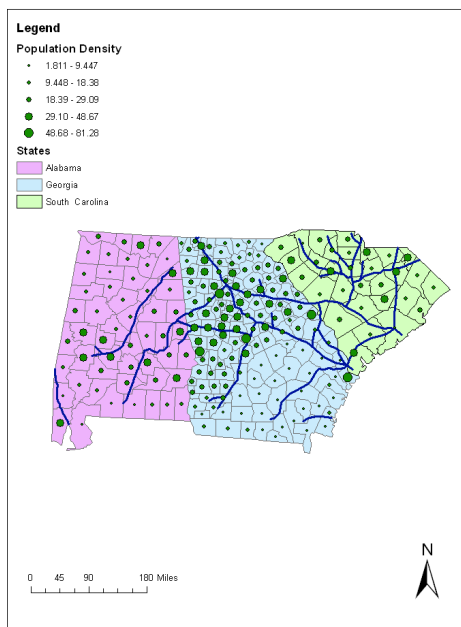 Legend
Population Density
1.811 - 9.447
9.448 - 18.38
18.39 - 29.09
29.10 - 48.67
48.68 - 81.28
States
Alabama
Georgia
South Carolina
N
0 45 90 180 Miles